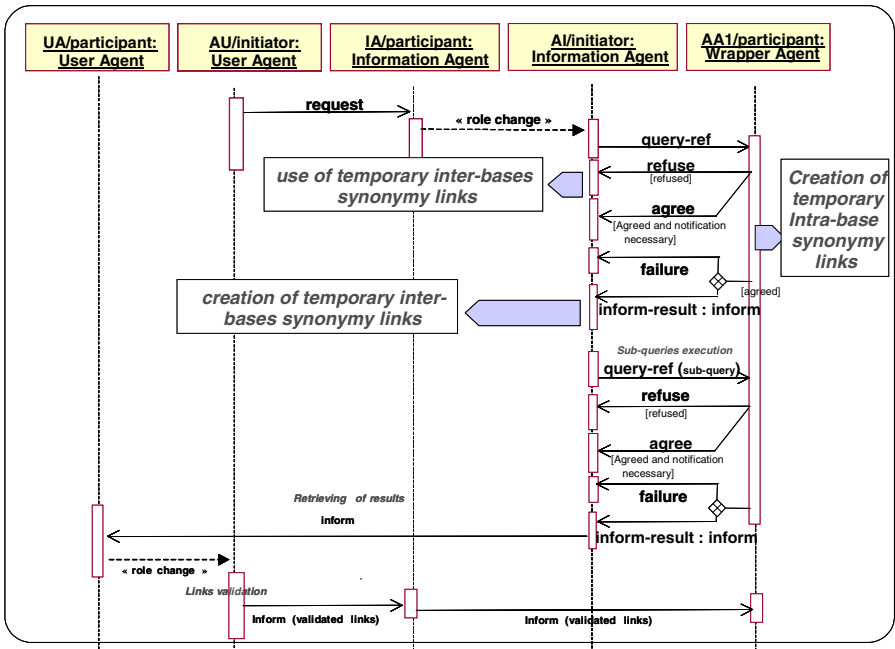 UA/participant:
User Agent
AU/initiator:
User Agent
IA/participant:
Information Agent
AI/initiator:
Information Agent
AA1/participant:
Wrapper Agent
request
« role change »
query-ref
refuse
[refused]
use of temporary inter-bases
synonymy links
Creation of
temporary
Intra-base
synonymy
links
agree
[Agreed and notification
necessary]
failure
[agreed]
creation of temporary inter-
bases synonymy links
inform-result : inform
Sub-queries execution
query-ref (sub-query)
refuse
[refused]
agree
[Agreed and notification
necessary]
failure
Retrieving of results
inform
inform-result : inform
« role change »
Links validation
Inform (validated links)
Inform (validated links)